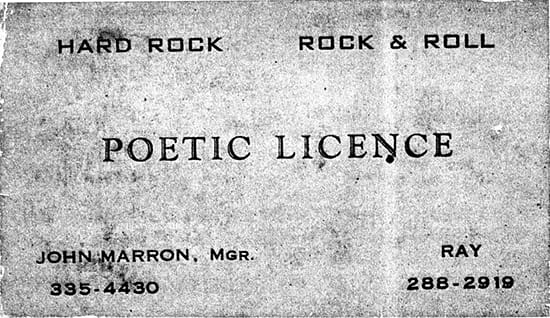 HARD ROCK ROCK & ROLL
POETIC LICENCE
JOHN MARRON, MGR. RAY
335-4430 288-2919